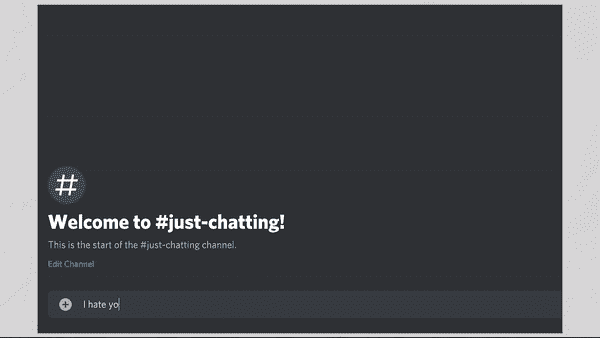 #
Welcome to #just-chatting!
This is the start of the #just-chatting channel.
Edit Channel
I hate yo